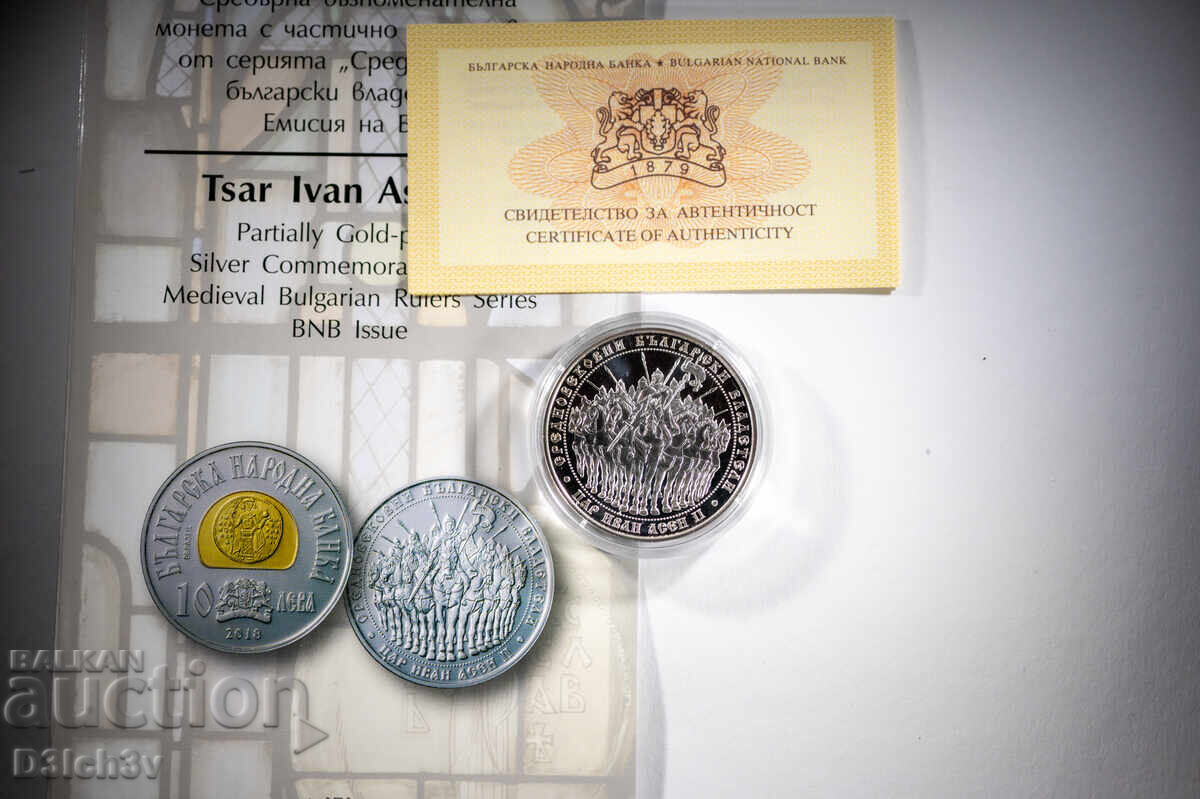 Сребърна възпоменателна
монета с частично
от серията „Сред
български владе
Емисия на Б
Tsar Ivan As
Partially Gold-p
Silver Commemora
Medieval Bulgarian Rulers Series
BNB Issue
БЪЛГАРСКА НАРОДНА БАНКА ★ BULGARIAN NATIONAL BANK
1879
СВИДЕТЕЛСТВО ЗА АВТЕНТИЧНОСТ
CERTIFICATE OF AUTHENTICITY
СРЕДНОВЕКОВНИ БЪЛГАРСКИ ВЛАДЕТЕЛИ
ЦАР ИВАН АСЕН II
БЪЛГАРСКА НАРОДНА БАНКА
10 ЛЕВА
2018
СРЕДНОВЕКОВНИ БЪЛГАРСКИ ВЛАДЕТЕЛИ
ЦАР ИВАН АСЕН II
BALKAN
auction
D3lch3v